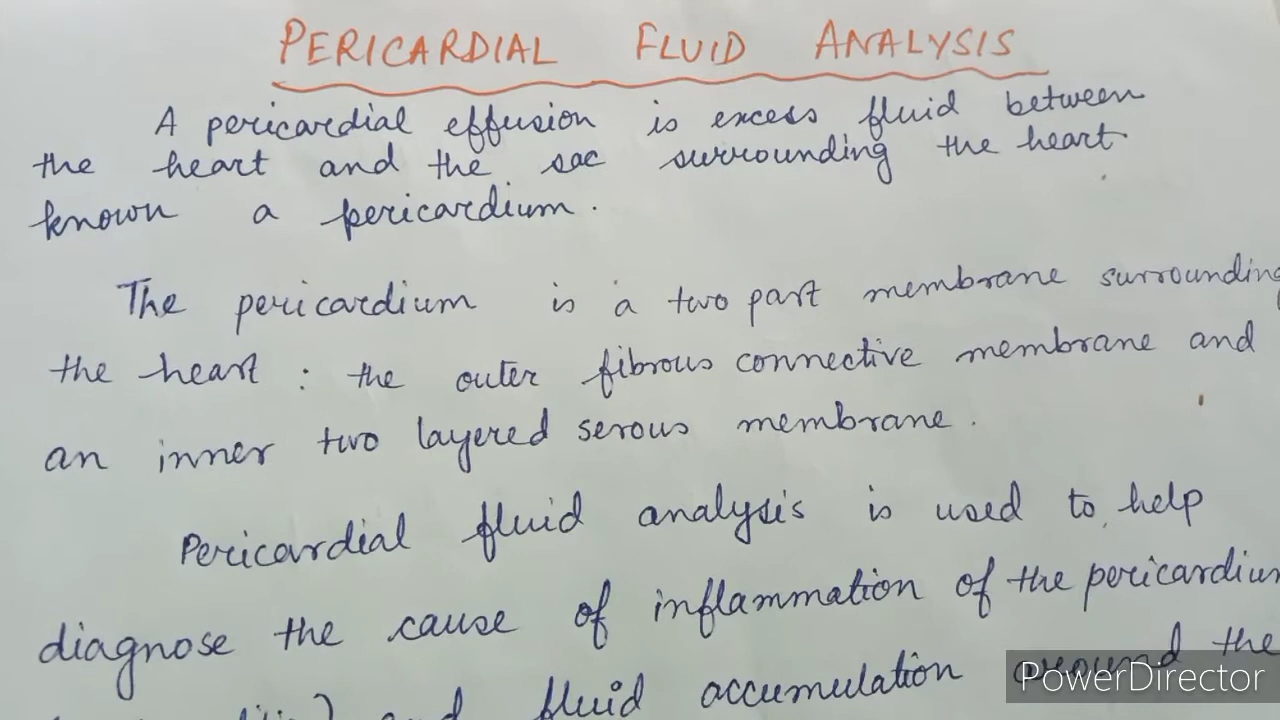 PERICARDIAL FLUID ANALYSIS
A pericardial effusion is excess fluid between
the heart and the sac surrounding the heart
known a pericardium.
The pericardium is a two part membrane surrounding
the heart : the outer fibrous connective membrane and
an inner two layered serous membrane.
Pericardial fluid analysis is used to help
diagnose the cause of inflammation of the pericardium
and fluid accumulation around the
PowerDirector